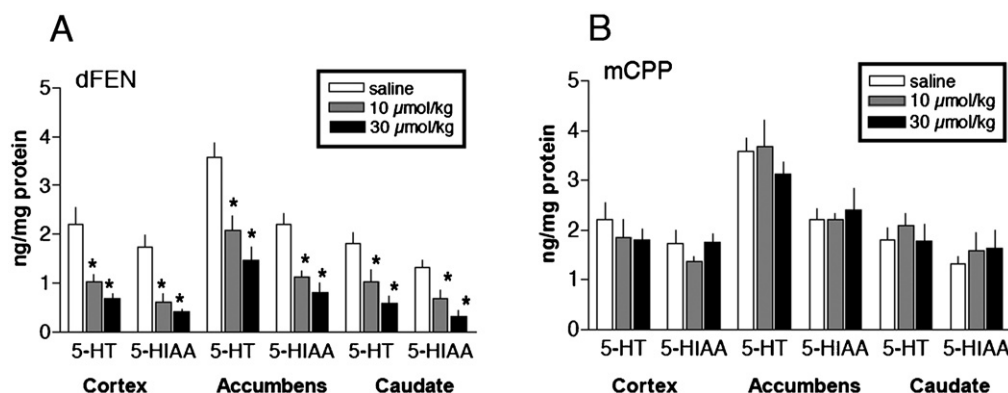 A
dFEN
saline
10 µmol/kg
30 µmol/kg
ng/mg protein
5
4
3
2
1
0
*
*
*
*
*
*
*
*
*
*
*
*
5-HT 5-HIAA 5-HT 5-HIAA 5-HT 5-HIAA
Cortex Accumbens Caudate
B
mCPP
saline
10 µmol/kg
30 µmol/kg
ng/mg protein
5
4
3
2
1
0
5-HT 5-HIAA 5-HT 5-HIAA 5-HT 5-HIAA
Cortex Accumbens Caudate